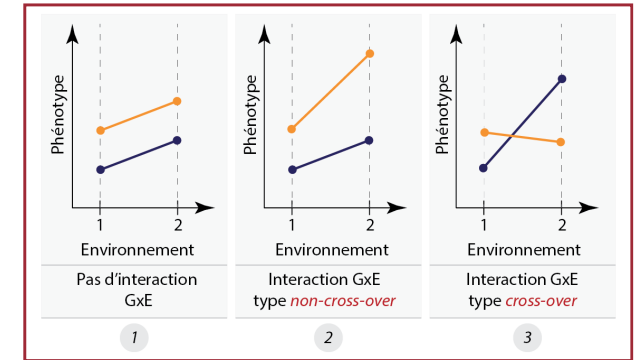 Phénotype
1 2
Environnement
Pas d’interaction
GxE
1
Phénotype
1 2
Environnement
Interaction GxE
type non-cross-over
2
Phénotype
1 2
Environnement
Interaction GxE
type cross-over
3